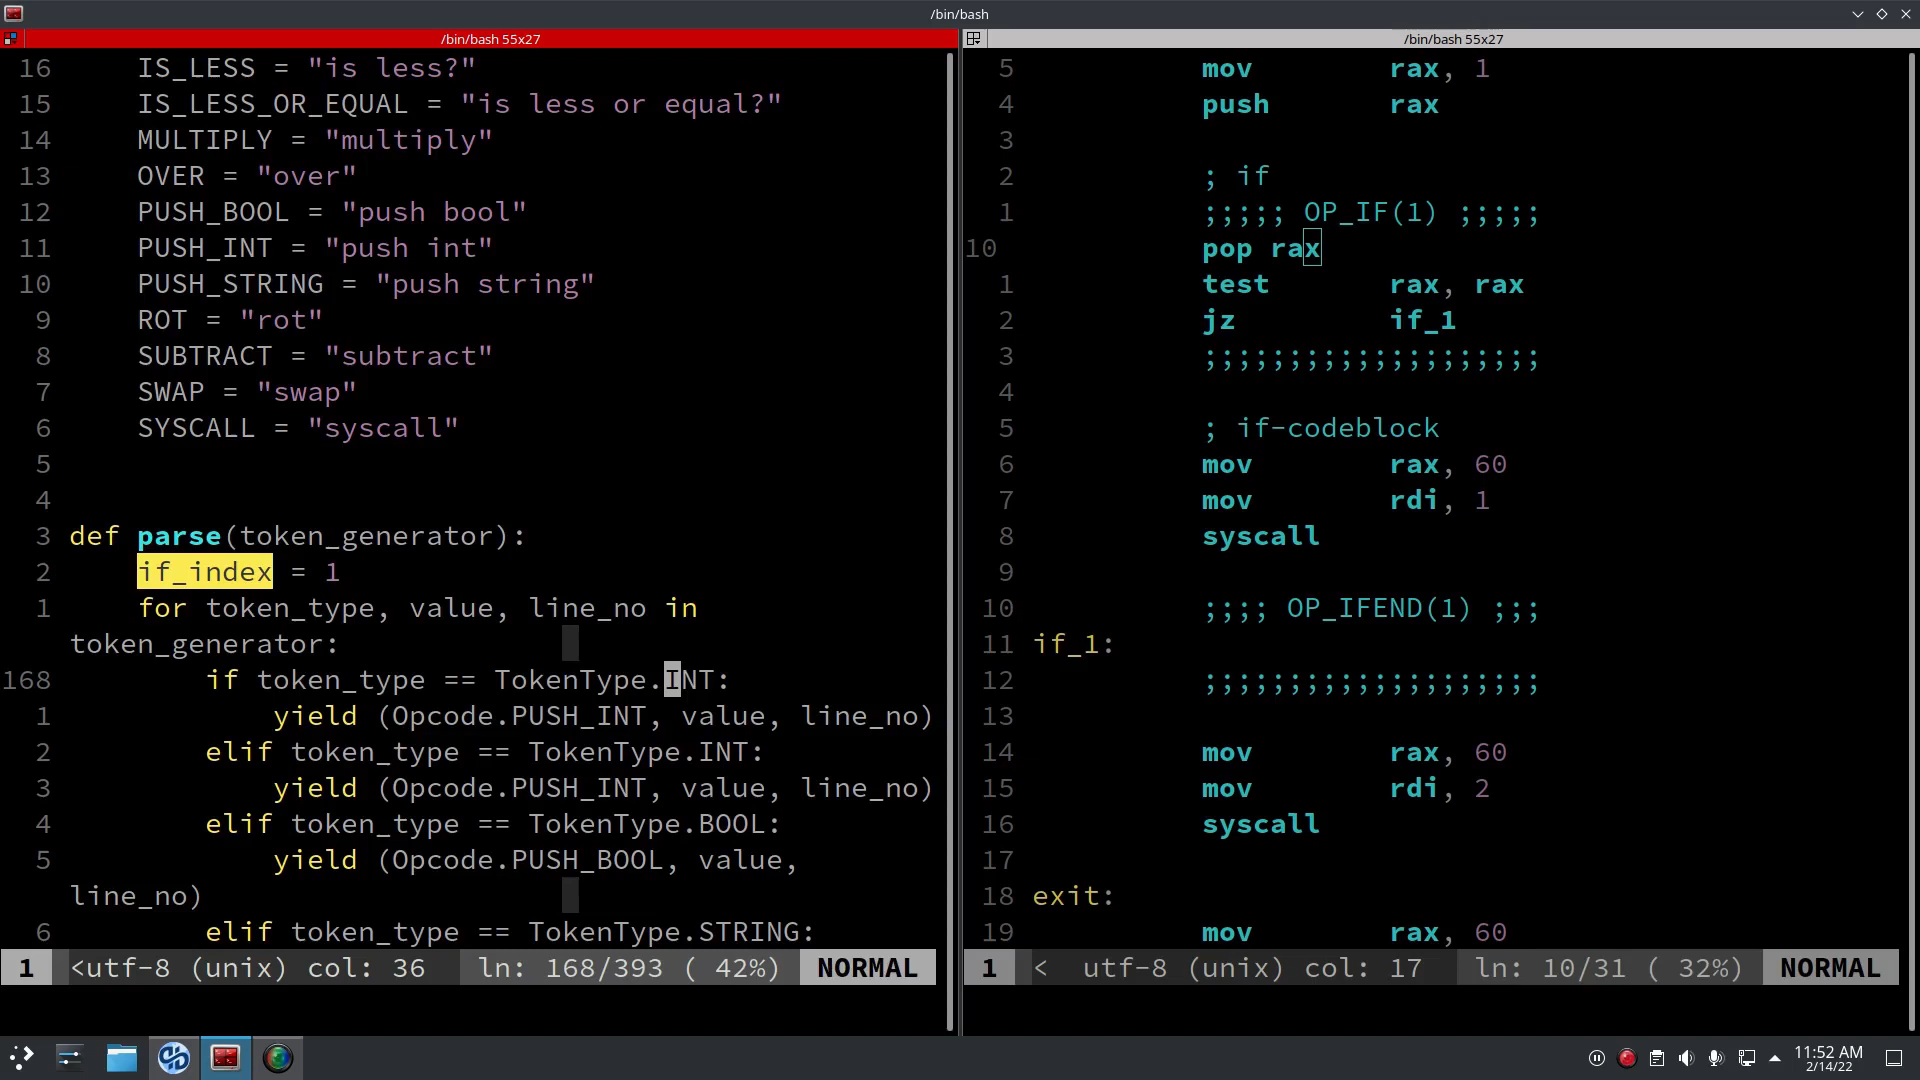 /bin/bash
/bin/bash 55x27
16 IS_LESS = "is less?"
15 IS_LESS_OR_EQUAL = "is less or equal?"
14 MULTIPLY = "multiply"
13 OVER = "over"
12 PUSH_BOOL = "push bool"
11 PUSH_INT = "push int"
10 PUSH_STRING = "push string"
9 ROT = "rot"
8 SUBTRACT = "subtract"
7 SWAP = "swap"
6 SYSCALL = "syscall"
5
4
3 def parse(token_generator):
2 if_index = 1
1 for token_type, value, line_no in
token_generator:
168 if token_type == TokenType.INT:
1 yield (Opcode.PUSH_INT, value, line_no)
2 elif token_type == TokenType.INT:
3 yield (Opcode.PUSH_INT, value, line_no)
4 elif token_type == TokenType.BOOL:
5 yield (Opcode.PUSH_BOOL, value,
line_no)
6 elif token_type == TokenType.STRING:
1 <utf-8 (unix) col: 36 ln: 168/393 ( 42%) NORMAL
/bin/bash 55x27
5 mov rax, 1
4 push rax
3
2 ; if
1 ;;;;; OP_IF(1) ;;;;;
10 pop rax
1 test rax, rax
2 jz if_1
3 ;;;;;;;;;;;;;;;;;;;;
4
5 ; if-codeblock
6 mov rax, 60
7 mov rdi, 1
8 syscall
9
10 ;;;; OP_IFEND(1) ;;;
11 if_1:
12 ;;;;;;;;;;;;;;;;;;;;
13
14 mov rax, 60
15 mov rdi, 2
16 syscall
17
18 exit:
19 mov rax, 60
1 < utf-8 (unix) col: 17 ln: 10/31 ( 32%) NORMAL
11:52 AM
2/14/22